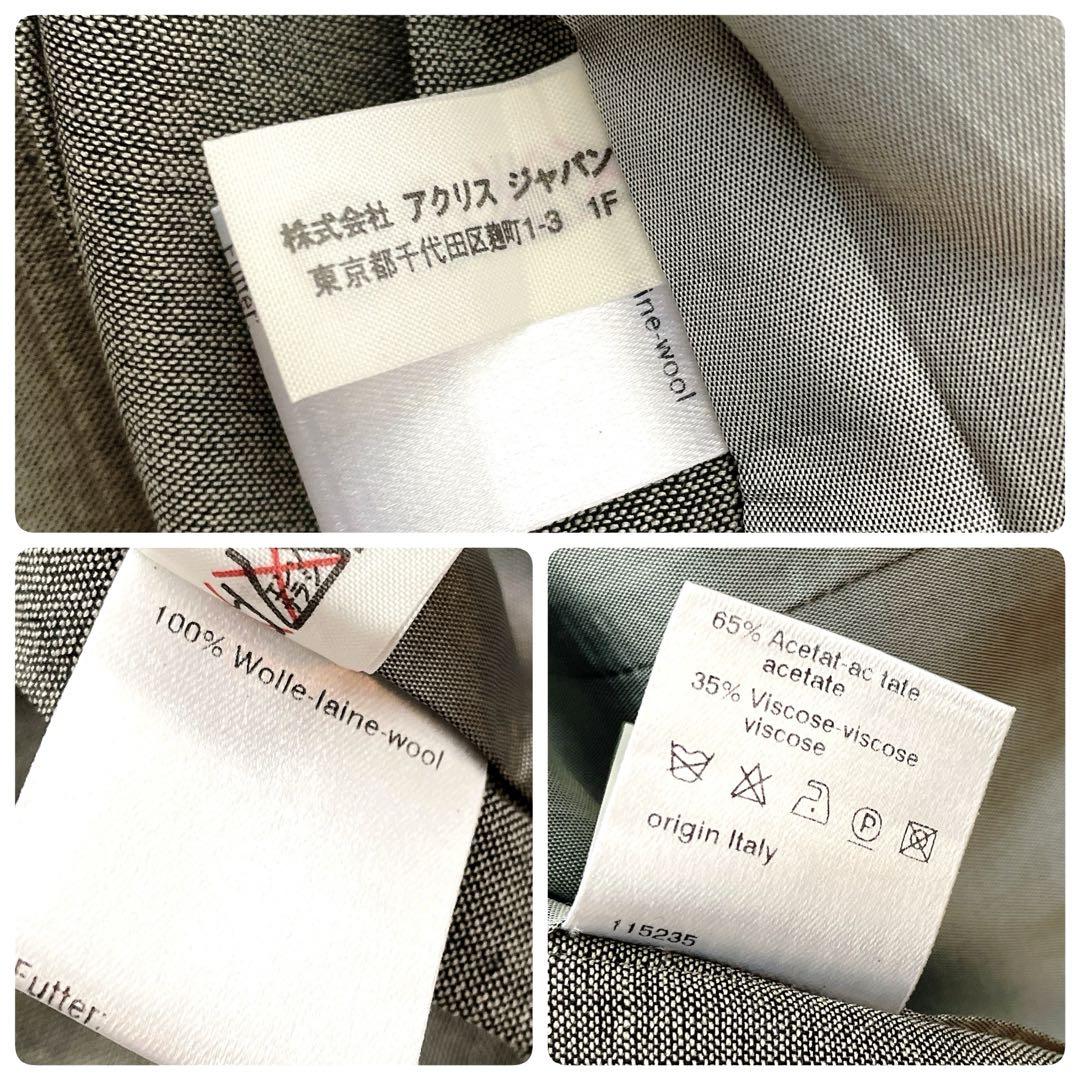 株式会社 アクリス ジャパン
東京都千代田区麹町1-3 1F
ine-wool
100% Wolle-laine-wool
Futter:
65% Acetat-ac tate
acetate
35% Viscose-viscose
viscose
P
origin Italy
115235